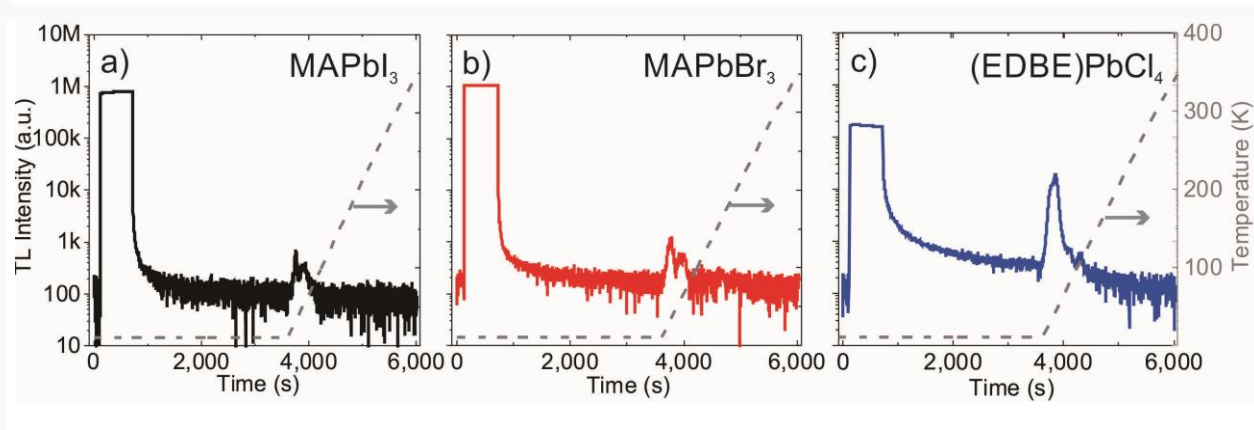 a) MAPbI3
b) MAPbBr3
c) (EDBE)PbCl4
TL Intensity (a.u.)
10M
1M
100k
10k
1k
100
10
0 2,000 4,000 6,000
Time (s)
0 2,000 4,000 6,000
Time (s)
0 2,000 4,000 6,000
Time (s)
400
300
200
100
Temperature (K)